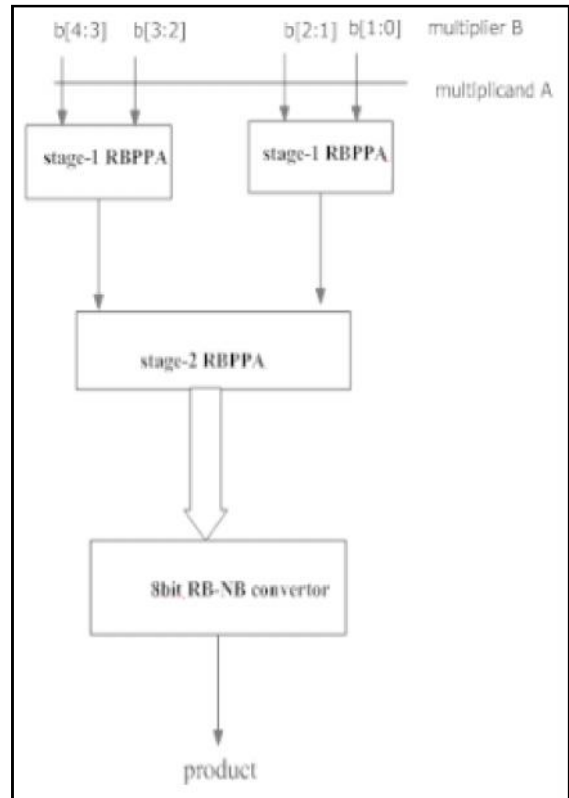 b[4:3] b[3:2] b[2:1] b[1:0] multiplier B
multiplicand A
stage-1 RBPPA stage-1 RBPPA
stage-2 RBPPA
8bit RB-NB convertor
product